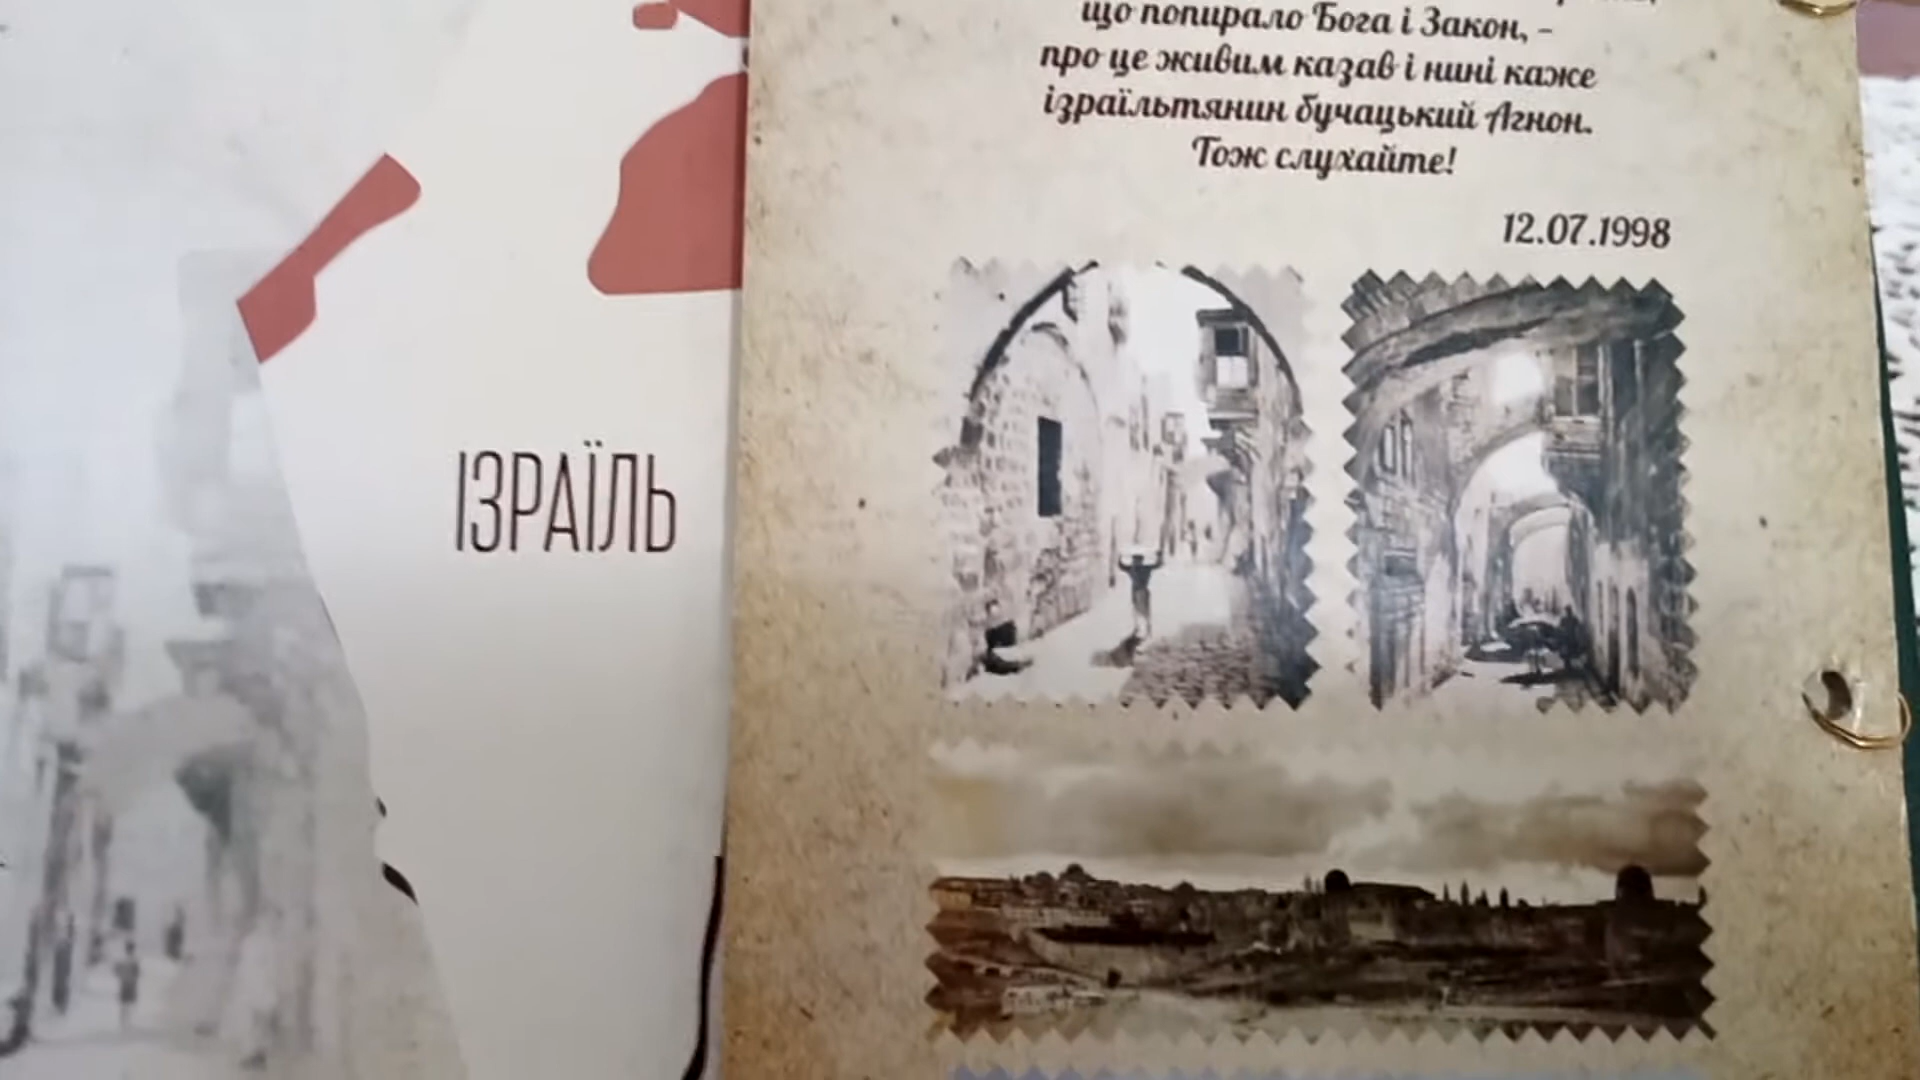 що попирало Бога і Закон, –
про це живим казав і нині каже
ізраїльтянин бучацький Агнон.
Тож слухайте!
12.07.1998
ІЗРАЇЛЬ